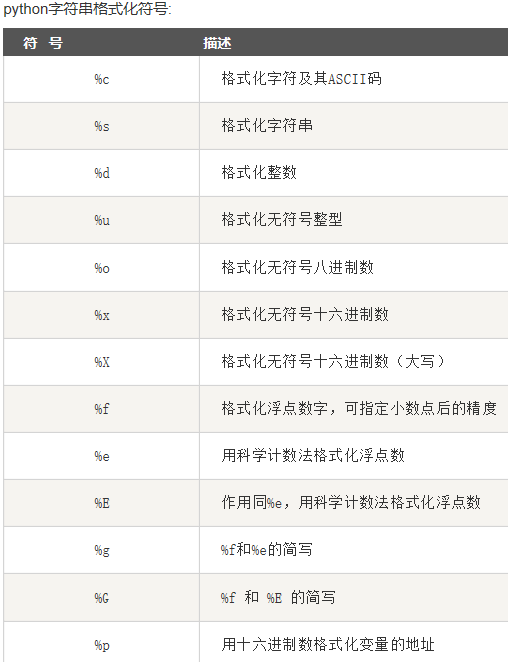 python字符串格式化符号:
符 号 描述
%c 格式化字符及其ASCII码
%s 格式化字符串
%d 格式化整数
%u 格式化无符号整型
%o 格式化无符号八进制数
%x 格式化无符号十六进制数
%X 格式化无符号十六进制数（大写）
%f 格式化浮点数字，可指定小数点后的精度
%e 用科学计数法格式化浮点数
%E 作用同%e，用科学计数法格式化浮点数
%g %f和%e的简写
%G %f 和 %E 的简写
%p 用十六进制数格式化变量的地址